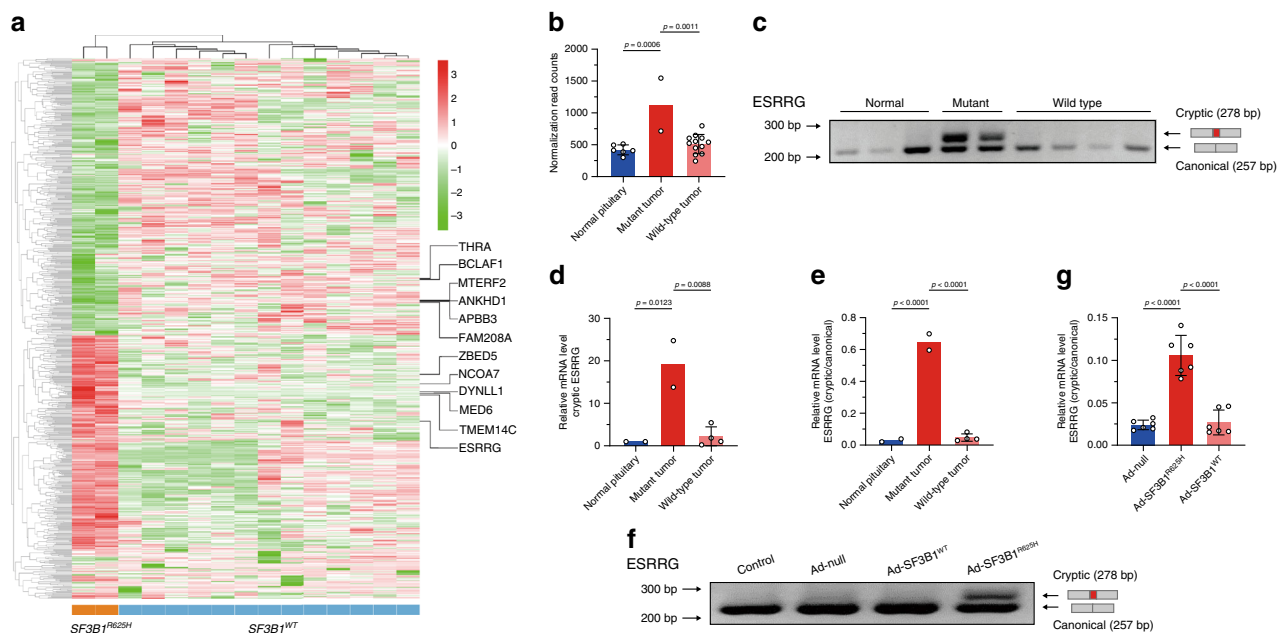 a
3
2
1
0
−1
−2
−3
THRA
BCLAF1
MTERF2
ANKHD1
APBB3
FAM208A
ZBED5
NCOA7
DYNLL1
MED6
TMEM14C
ESRRG
SF3B1R625H
SF3B1WT
b
p = 0.0011
p = 0.0006
Normalization read counts
2000
1500
1000
500
0
Normal pituitary
Mutant tumor
Wild-type tumor
c
ESRRG
Normal
Mutant
Wild type
300 bp
200 bp
Cryptic (278 bp)
Canonical (257 bp)
d
p = 0.0088
p = 0.0123
Relative mRNA level
cryptic ESRRG
30
20
10
0
Normal pituitary
Mutant tumor
Wild-type tumor
e
p < 0.0001
p < 0.0001
Relative mRNA level
ESRRG (cryptic/canonical)
0.8
0.6
0.4
0.2
0.0
Normal pituitary
Mutant tumor
Wild-type tumor
g
p < 0.0001
p < 0.0001
Relative mRNA level
ESRRG (cryptic/canonical)
0.15
0.10
0.05
0.00
Ad-null
Ad-SF3B1R625H
Ad-SF3B1WT
f
ESRRG
Control
Ad-null
Ad-SF3B1WT
Ad-SF3B1R625H
300 bp
200 bp
Cryptic (278 bp)
Canonical (257 bp)